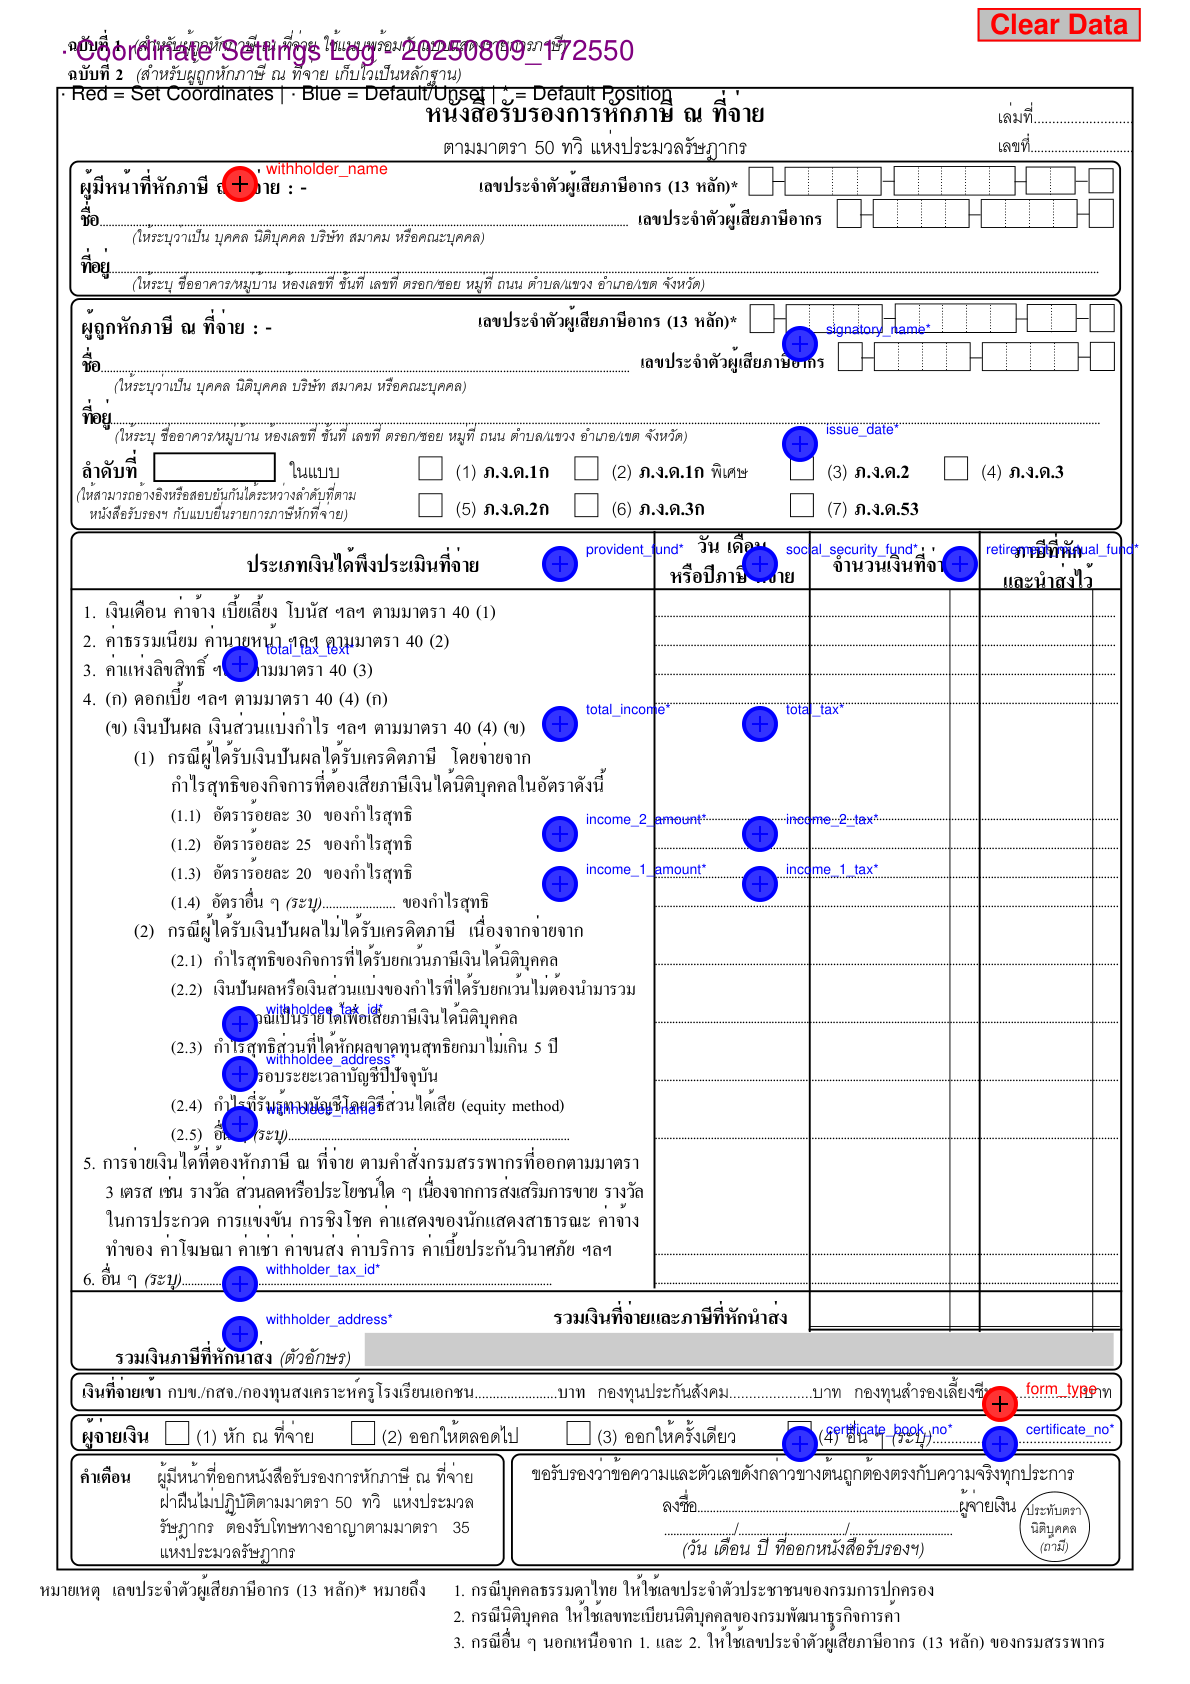 Clear Data
ฉบับที่ 1 (สำหรับผู้ถูกหักภาษี ณ ที่จ่าย ใช้แนบพร้อมกับแบบแสดงรายการภาษี)
· Coordinate Settings Log - 20250809_172550
ฉบับที่ 2 (สำหรับผู้ถูกหักภาษี ณ ที่จ่าย เก็บไว้เป็นหลักฐาน)
· Red = Set Coordinates | · Blue = Default/Unset | * = Default Position
หนังสือรับรองการหักภาษี ณ ที่จ่าย
เล่มที่
ตามมาตรา 50 ทวิ แห่งประมวลรัษฎากร
เลขที่
withholder_name
ผู้มีหน้าที่หักภาษี ณ ที่จ่าย : -
เลขประจำตัวผู้เสียภาษีอากร (13 หลัก)*
ชื่อ
เลขประจำตัวผู้เสียภาษีอากร
(ให้ระบุว่าเป็น บุคคล นิติบุคคล บริษัท สมาคม หรือคณะบุคคล)
ที่อยู่
(ให้ระบุ ชื่ออาคาร/หมู่บ้าน ห้องเลขที่ ชั้นที่ เลขที่ ตรอก/ซอย หมู่ที่ ถนน ตำบล/แขวง อำเภอ/เขต จังหวัด)
ผู้ถูกหักภาษี ณ ที่จ่าย : -
เลขประจำตัวผู้เสียภาษีอากร (13 หลัก)*
signatory_name*
ชื่อ
เลขประจำตัวผู้เสียภาษีอากร
(ให้ระบุว่าเป็น บุคคล นิติบุคคล บริษัท สมาคม หรือคณะบุคคล)
ที่อยู่
(ให้ระบุ ชื่ออาคาร/หมู่บ้าน ห้องเลขที่ ชั้นที่ เลขที่ ตรอก/ซอย หมู่ที่ ถนน ตำบล/แขวง อำเภอ/เขต จังหวัด)
issue_date*
ลำดับที่ ในแบบ (1) ภ.ง.ด.1ก (2) ภ.ง.ด.1ก พิเศษ (3) ภ.ง.ด.2 (4) ภ.ง.ด.3
(ให้สามารถอ้างอิงหรือสอบยันกันได้ระหว่างลำดับที่ตาม
หนังสือรับรองฯ กับแบบยื่นรายการภาษีหักที่จ่าย)
(5) ภ.ง.ด.2ก (6) ภ.ง.ด.3ก (7) ภ.ง.ด.53
ประเภทเงินได้พึงประเมินที่จ่าย
วัน เดือน
หรือปีภาษี ที่จ่าย
จำนวนเงินที่จ่าย
ภาษีที่หัก
และนำส่งไว้
provident_fund* social_security_fund* retirement_mutual_fund*
1. เงินเดือน ค่าจ้าง เบี้ยเลี้ยง โบนัส ฯลฯ ตามมาตรา 40 (1)
2. ค่าธรรมเนียม ค่านายหน้า ฯลฯ ตามมาตรา 40 (2)
total_tax_text*
3. ค่าแห่งลิขสิทธิ์ ฯลฯ ตามมาตรา 40 (3)
4. (ก) ดอกเบี้ย ฯลฯ ตามมาตรา 40 (4) (ก)
total_income* total_tax*
(ข) เงินปันผล เงินส่วนแบ่งกำไร ฯลฯ ตามมาตรา 40 (4) (ข)
(1) กรณีผู้ได้รับเงินปันผลได้รับเครดิตภาษี โดยจ่ายจาก
กำไรสุทธิของกิจการที่ต้องเสียภาษีเงินได้นิติบุคคลในอัตราดังนี้
(1.1) อัตราร้อยละ 30 ของกำไรสุทธิ
income_2_amount* income_2_tax*
(1.2) อัตราร้อยละ 25 ของกำไรสุทธิ
(1.3) อัตราร้อยละ 20 ของกำไรสุทธิ
income_1_amount* income_1_tax*
(1.4) อัตราอื่น ๆ (ระบุ) ของกำไรสุทธิ
(2) กรณีผู้ได้รับเงินปันผลไม่ได้รับเครดิตภาษี เนื่องจากจ่ายจาก
(2.1) กำไรสุทธิของกิจการที่ได้รับยกเว้นภาษีเงินได้นิติบุคคล
(2.2) เงินปันผลหรือเงินส่วนแบ่งของกำไรที่ได้รับยกเว้นไม่ต้องนำมารวม
withholdee_tax_id*
คำนวณเป็นรายได้เพื่อเสียภาษีเงินได้นิติบุคคล
(2.3) กำไรสุทธิส่วนที่ได้หักผลขาดทุนสุทธิยกมาไม่เกิน 5 ปี
withholdee_address*
ก่อนรอบระยะเวลาบัญชีปีปัจจุบัน
(2.4) กำไรที่รับรู้ทางบัญชีโดยวิธีส่วนได้เสีย (equity method)
withholdee_name*
(2.5) อื่น ๆ (ระบุ)
5. การจ่ายเงินได้ที่ต้องหักภาษี ณ ที่จ่าย ตามคำสั่งกรมสรรพากรที่ออกตามมาตรา
3 เตรส เช่น รางวัล ส่วนลดหรือประโยชน์ใด ๆ เนื่องจากการส่งเสริมการขาย รางวัล
ในการประกวด การแข่งขัน การชิงโชค ค่าแสดงของนักแสดงสาธารณะ ค่าจ้าง
ทำของ ค่าโฆษณา ค่าเช่า ค่าขนส่ง ค่าบริการ ค่าเบี้ยประกันวินาศภัย ฯลฯ
withholder_tax_id*
6. อื่น ๆ (ระบุ)
withholder_address*
รวมเงินที่จ่ายและภาษีที่หักนำส่ง
รวมเงินภาษีที่หักนำส่ง (ตัวอักษร)
เงินที่จ่ายเข้า กบข./กสจ./กองทุนสงเคราะห์ครูโรงเรียนเอกชน บาท กองทุนประกันสังคม บาท กองทุนสำรองเลี้ยงชีพ บาท
form_type
certificate_book_no* certificate_no*
ผู้จ่ายเงิน (1) หัก ณ ที่จ่าย (2) ออกให้ตลอดไป (3) ออกให้ครั้งเดียว (4) อื่น ๆ (ระบุ)
คำเตือน ผู้มีหน้าที่ออกหนังสือรับรองการหักภาษี ณ ที่จ่าย
ฝ่าฝืนไม่ปฏิบัติตามมาตรา 50 ทวิ แห่งประมวล
รัษฎากร ต้องรับโทษทางอาญาตามมาตรา 35
แห่งประมวลรัษฎากร
ขอรับรองว่าข้อความและตัวเลขดังกล่าวข้างต้นถูกต้องตรงกับความจริงทุกประการ
ลงชื่อ ผู้จ่ายเงิน
/ /
(วัน เดือน ปี ที่ออกหนังสือรับรองฯ)
ประทับตรา
นิติบุคคล
(ถ้ามี)
หมายเหตุ เลขประจำตัวผู้เสียภาษีอากร (13 หลัก)* หมายถึง
1. กรณีบุคคลธรรมดาไทย ให้ใช้เลขประจำตัวประชาชนของกรมการปกครอง
2. กรณีนิติบุคคล ให้ใช้เลขทะเบียนนิติบุคคลของกรมพัฒนาธุรกิจการค้า
3. กรณีอื่น ๆ นอกเหนือจาก 1. และ 2. ให้ใช้เลขประจำตัวผู้เสียภาษีอากร (13 หลัก) ของกรมสรรพากร